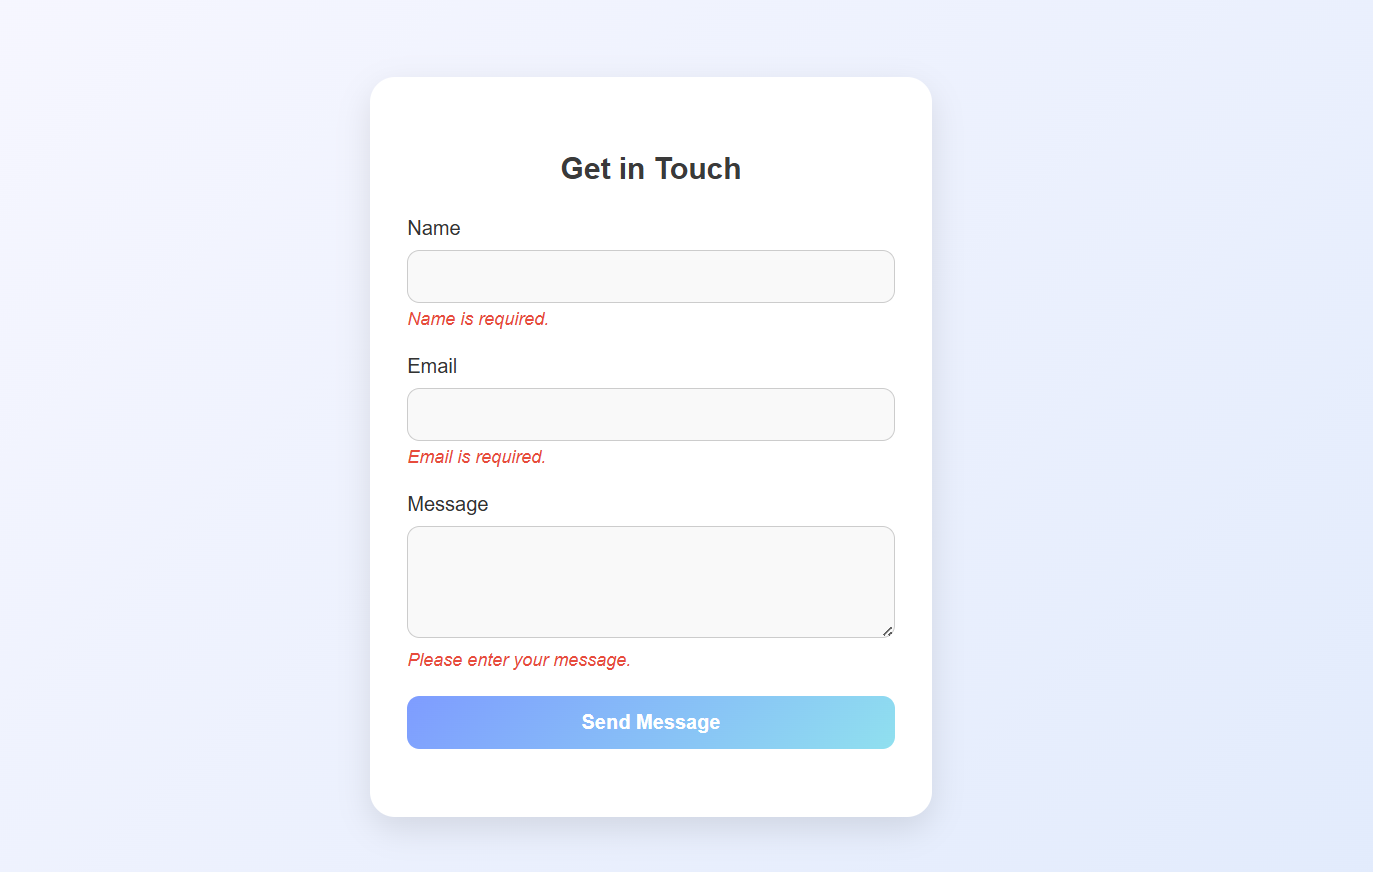 Get in Touch
Name
Name is required.
Email
Email is required.
Message
Please enter your message.
Send Message